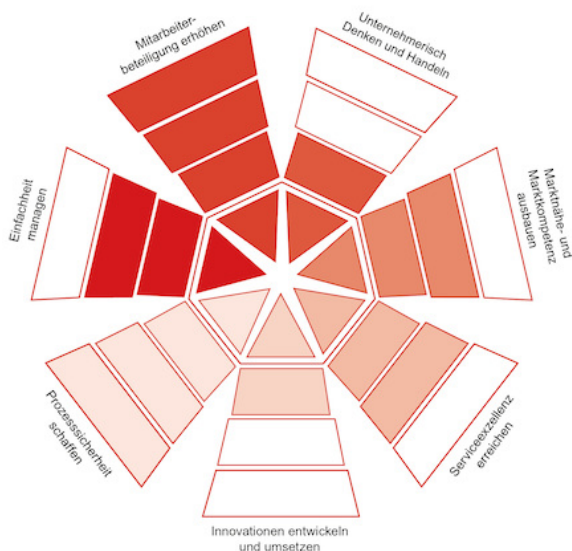 Mitarbeiter-
beteiligung erhöhen
Unternehmerisch
Denken und Handeln
Einfachheit
managen
Marktnähe- und
Marktkompetenz
ausbauen
Prozesssicherheit
schaffen
Serviceexzellenz
erreichen
Innovationen entwickeln
und umsetzen